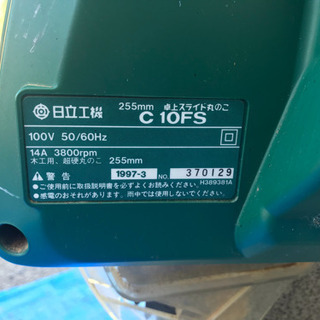 日立工機 255mm 卓上スライド丸のこ
C 10FS
100V 50/60Hz
14A 3800rpm
木工用、超硬丸のこ 255mm
警告 1997-3 NO. 370129
●ご使用前に取扱説明書を必ずよくお読みください。 H389381A
●感電のおそれがあります。雨中では使用しないでください。